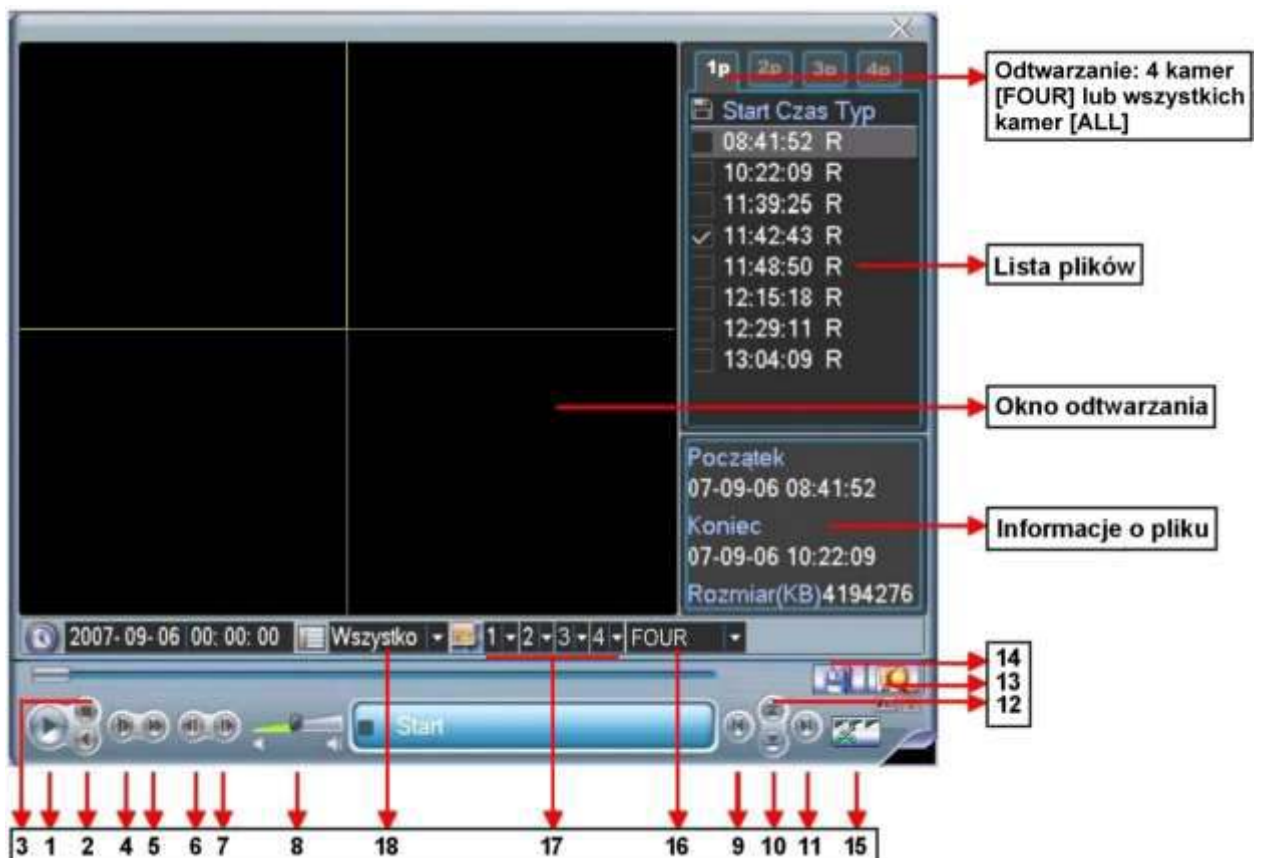 1p 2p 3p 4p
Start Czas Typ
08:41:52 R
10:22:09 R
11:39:25 R
11:42:43 R
11:48:50 R
12:15:18 R
12:29:11 R
13:04:09 R
Początek
07-09-06 08:41:52
Koniec
07-09-06 10:22:09
Rozmiar(KB)4194276
Odtwarzanie: 4 kamer
[FOUR] lub wszystkich
kamer [ALL]
Lista plików
Okno odtwarzania
Informacje o pliku
2007-09-06 00:00:00 Wszystko 1 2 3 4 FOUR
14
13
12
Start
3 1 2 4 5 6 7 8 18 17 16 9 10 11 15